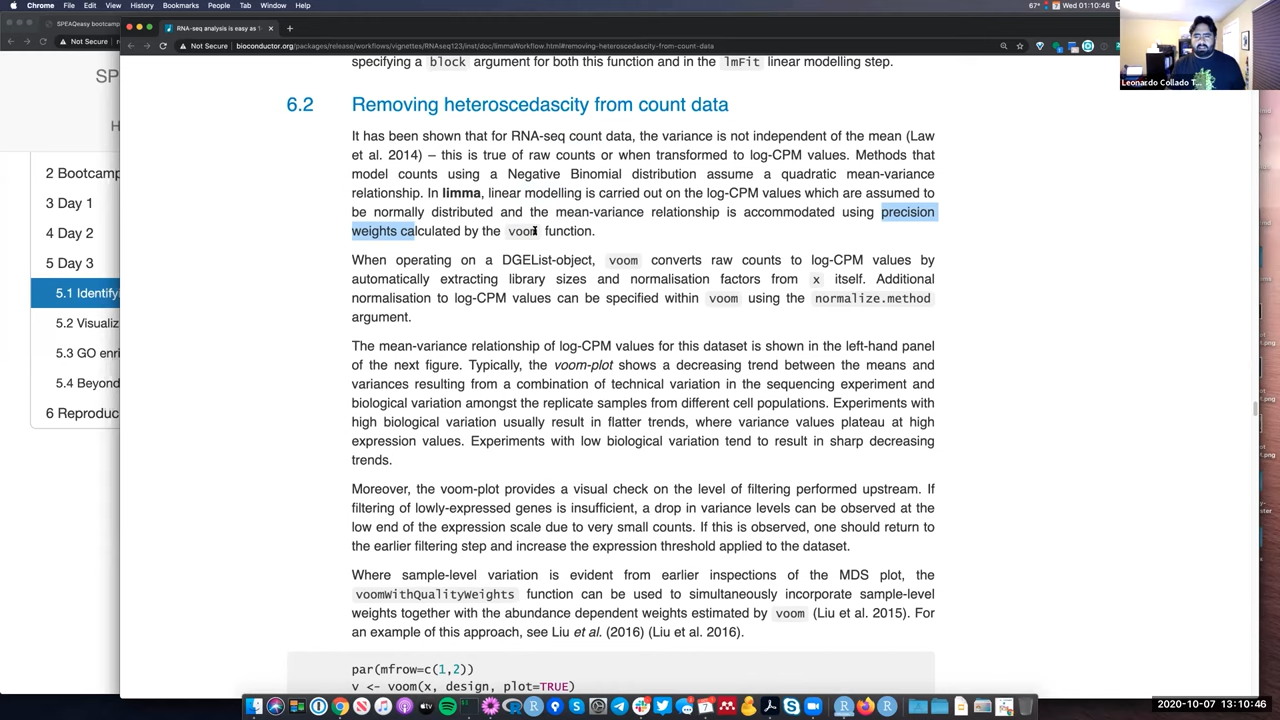 Chrome File Edit View History Bookmarks People Tab Window Help
67° Wed 01:10:46
SPEAQeasy bootcamp
RNA-seq analysis is easy as 1-
Not Secure
Not Secure bioconductor.org/packages/release/workflows/vignettes/RNAseq123/inst/doc/limmaWorkflow.html#removing-heteroscedascity-from-count-data
Leonardo Collado T...
SP
H
2 Bootcamp
3 Day 1
4 Day 2
5 Day 3
5.1 Identifyi
5.2 Visualiz
5.3 GO enri
5.4 Beyond
6 Reproduc
specifying a block argument for both this function and in the lmFit linear modelling step.
6.2 Removing heteroscedascity from count data
It has been shown that for RNA-seq count data, the variance is not independent of the mean (Law
et al. 2014) – this is true of raw counts or when transformed to log-CPM values. Methods that
model counts using a Negative Binomial distribution assume a quadratic mean-variance
relationship. In limma, linear modelling is carried out on the log-CPM values which are assumed to
be normally distributed and the mean-variance relationship is accommodated using precision
weights calculated by the voom function.
When operating on a DGEList-object, voom converts raw counts to log-CPM values by
automatically extracting library sizes and normalisation factors from x itself. Additional
normalisation to log-CPM values can be specified within voom using the normalize.method
argument.
The mean-variance relationship of log-CPM values for this dataset is shown in the left-hand panel
of the next figure. Typically, the voom-plot shows a decreasing trend between the means and
variances resulting from a combination of technical variation in the sequencing experiment and
biological variation amongst the replicate samples from different cell populations. Experiments with
high biological variation usually result in flatter trends, where variance values plateau at high
expression values. Experiments with low biological variation tend to result in sharp decreasing
trends.
Moreover, the voom-plot provides a visual check on the level of filtering performed upstream. If
filtering of lowly-expressed genes is insufficient, a drop in variance levels can be observed at the
low end of the expression scale due to very small counts. If this is observed, one should return to
the earlier filtering step and increase the expression threshold applied to the dataset.
Where sample-level variation is evident from earlier inspections of the MDS plot, the
voomWithQualityWeights function can be used to simultaneously incorporate sample-level
weights together with the abundance dependent weights estimated by voom (Liu et al. 2015). For
an example of this approach, see Liu et al. (2016) (Liu et al. 2016).
par(mfrow=c(1,2))
v <- voom(x, design, plot=TRUE)
2020-10-07 13:10:46